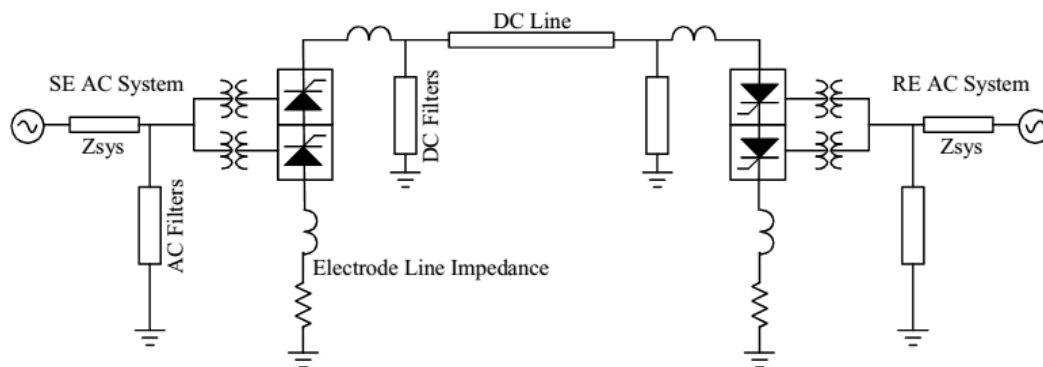 DC Line
SE AC System
RE AC System
DC Filters
Zsys
Zsys
AC Filters
Electrode Line Impedance